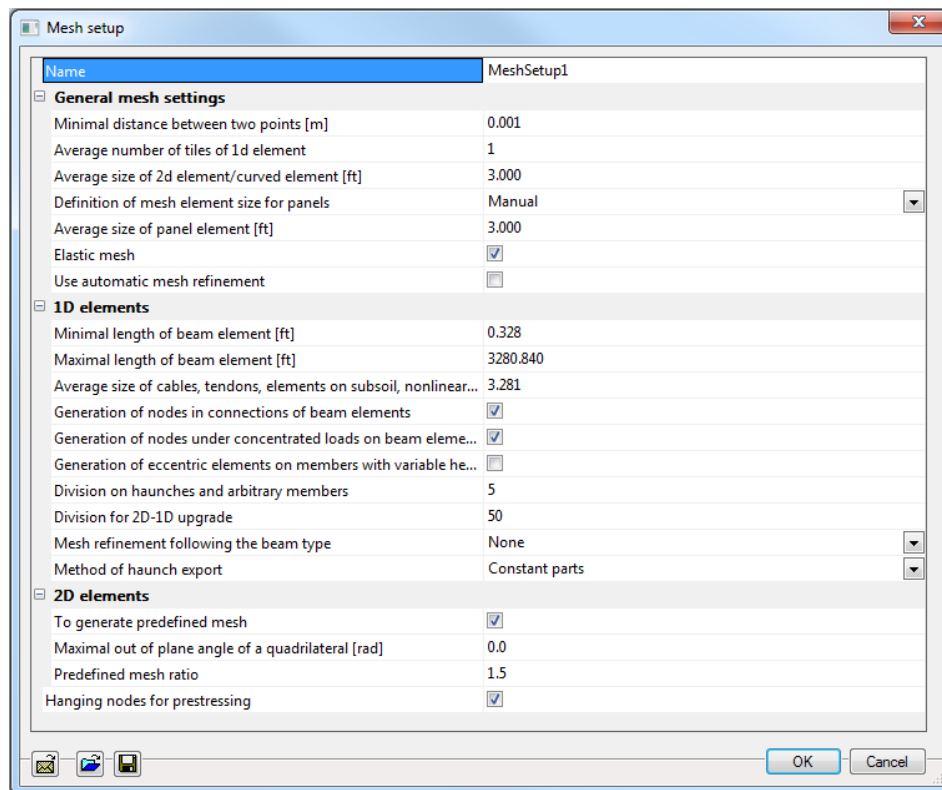 Mesh setup
Name MeshSetup1
General mesh settings
Minimal distance between two points [m] 0.001
Average number of tiles of 1d element 1
Average size of 2d element/curved element [ft] 3.000
Definition of mesh element size for panels Manual
Average size of panel element [ft] 3.000
Elastic mesh
Use automatic mesh refinement
1D elements
Minimal length of beam element [ft] 0.328
Maximal length of beam element [ft] 3280.840
Average size of cables, tendons, elements on subsoil, nonlinear... 3.281
Generation of nodes in connections of beam elements
Generation of nodes under concentrated loads on beam eleme...
Generation of eccentric elements on members with variable he...
Division on haunches and arbitrary members 5
Division for 2D-1D upgrade 50
Mesh refinement following the beam type None
Method of haunch export Constant parts
2D elements
To generate predefined mesh
Maximal out of plane angle of a quadrilateral [rad] 0.0
Predefined mesh ratio 1.5
Hanging nodes for prestressing
OK Cancel